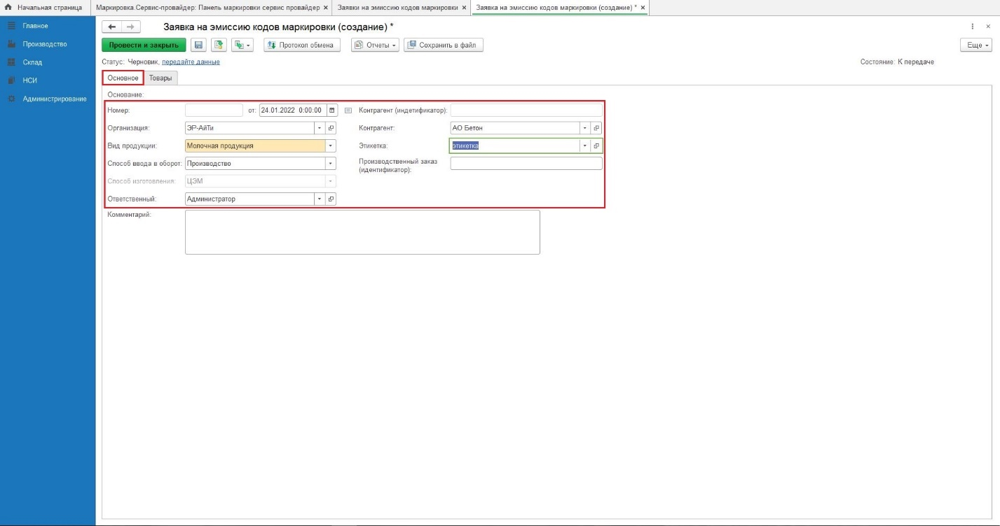 Начальная страница
Маркировка.Сервис-провайдер: Панель маркировки сервис провайдер ×
Заявки на эмиссию кодов маркировки ×
Заявка на эмиссию кодов маркировки (создание) * ×
Главное
Производство
Склад
НСИ
Администрирование
Заявка на эмиссию кодов маркировки (создание) *
Провести и закрыть
Протокол обмена
Отчеты
Сохранить в файл
Еще
Статус: Черновик, передайте данные
Состояние: К передаче
Основное
Товары
Основание:
Номер:
от: 24.01.2022 0:00:00
Контрагент (индетификатор):
Организация: ЭР-АйТи
Контрагент: АО Бетон
Вид продукции: Молочная продукция
Этикетка: этикетка
Способ ввода в оборот: Производство
Производственный заказ
(идентификатор):
Способ изготовления: ЦЭМ
Ответственный: Администратор
Комментарий: